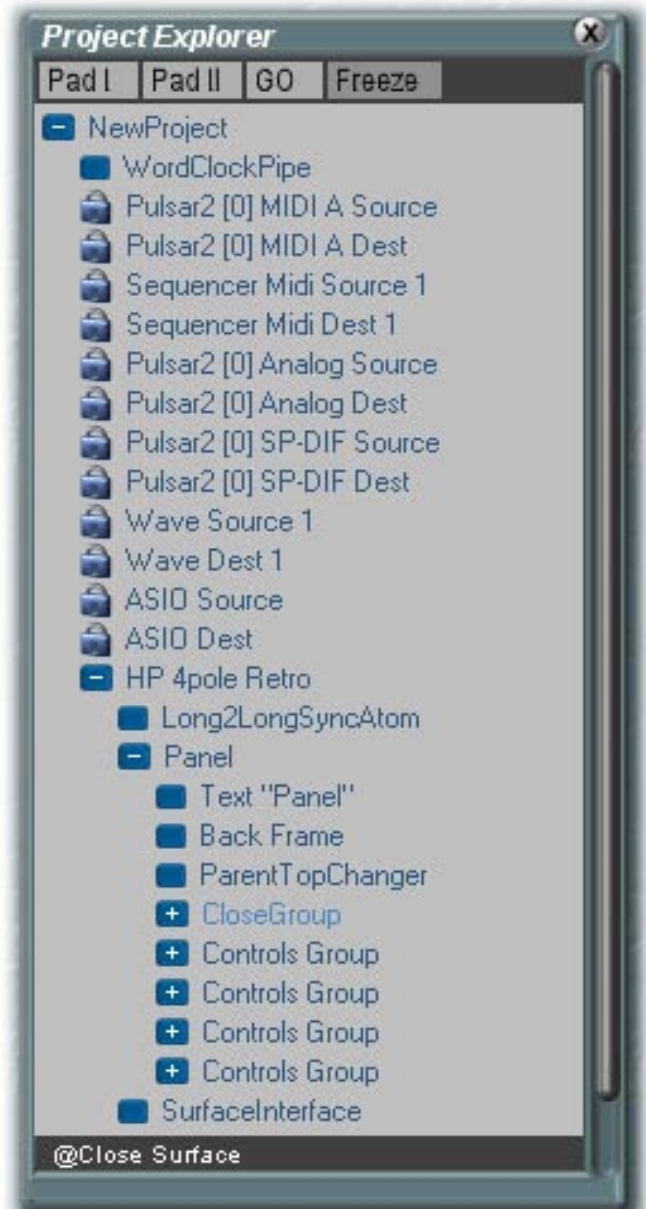 Project Explorer X
Pad I Pad II GO Freeze
NewProject
WordClockPipe
Pulsar2 [0] MIDI A Source
Pulsar2 [0] MIDI A Dest
Sequencer Midi Source 1
Sequencer Midi Dest 1
Pulsar2 [0] Analog Source
Pulsar2 [0] Analog Dest
Pulsar2 [0] SP-DIF Source
Pulsar2 [0] SP-DIF Dest
Wave Source 1
Wave Dest 1
ASIO Source
ASIO Dest
HP 4pole Retro
Long2LongSyncAtom
Panel
Text "Panel"
Back Frame
ParentTopChanger
CloseGroup
Controls Group
Controls Group
Controls Group
Controls Group
SurfaceInterface
@Close Surface